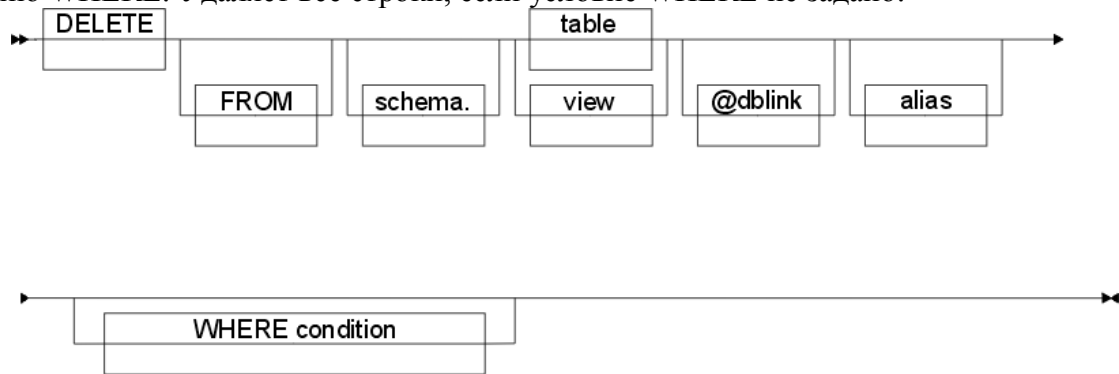 WHERE. Удаляет все строки, если условие WHERE не задано.
DELETE table
FROM schema. view @dblink alias
WHERE condition